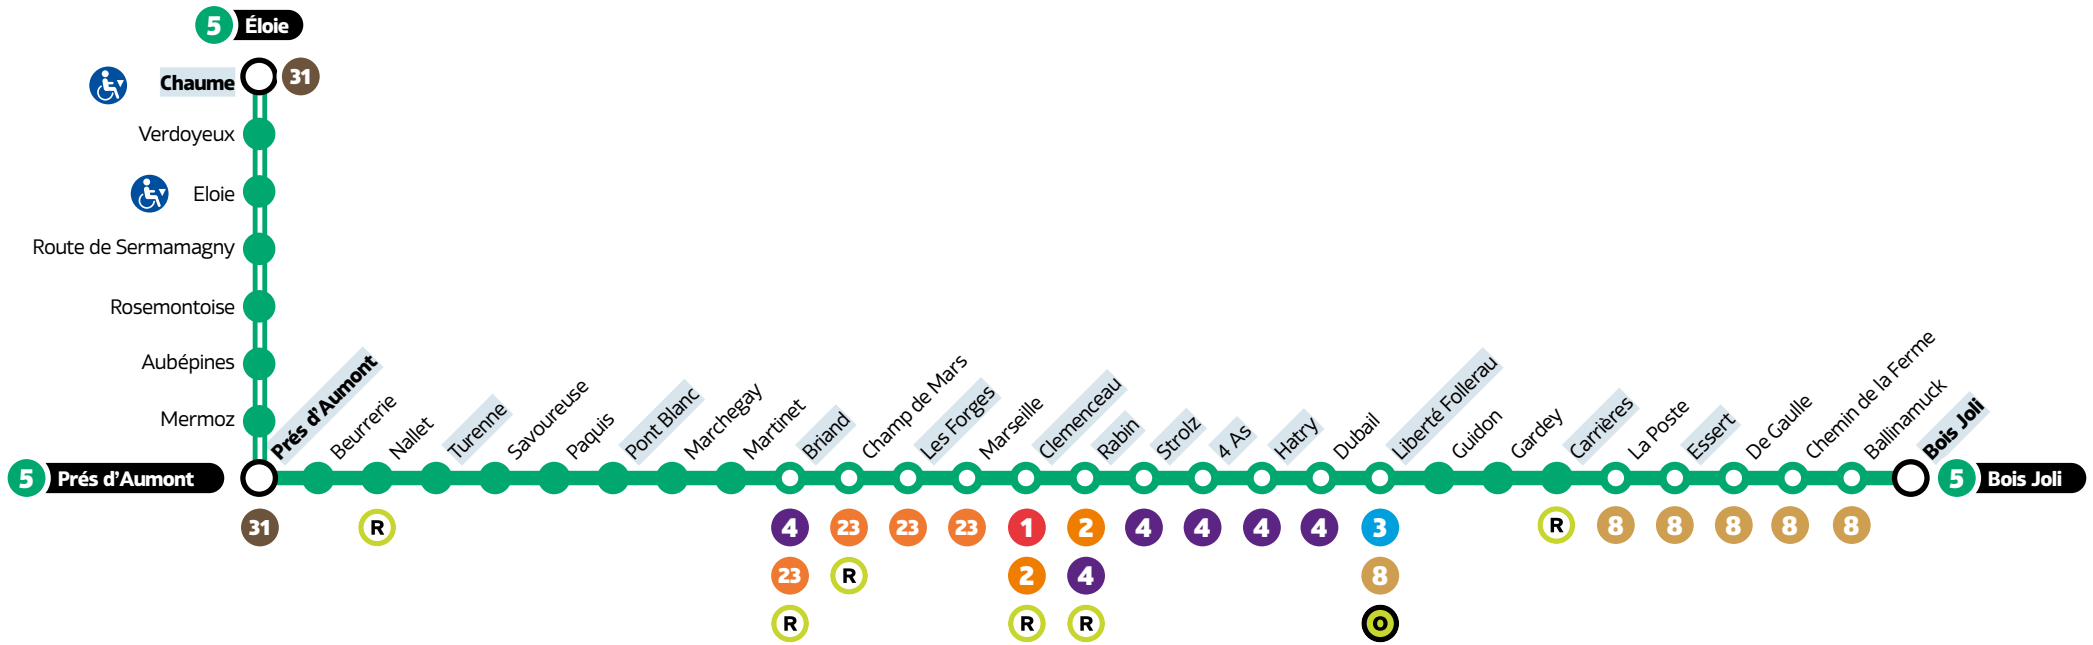 5 Éloie
Chaume 31
Verdoyeux
Eloie
Route de Sermamagny
Rosemontoise
Aubépines
Mermoz
5 Prés d'Aumont
Prés d'Aumont
Beurrerie
Nallet
Turenne
Savoureuse
Paquis
Pont Blanc
Marchegay
Martinet
Briand
Champ de Mars
Les Forges
Marseille
Clemenceau
Rabin
Strolz
4 As
Hatry
Dubail
Liberté Follerau
Guidon
Gardey
Carrières
La Poste
Essert
De Gaulle
Chemin de la Ferme
Ballinamuck
Bois Joli
5 Bois Joli
31 R 4 23 23 23 1 2 4 4 4 4 3 R 8 8 8 8 8
23 R 2 4 8
R R R O